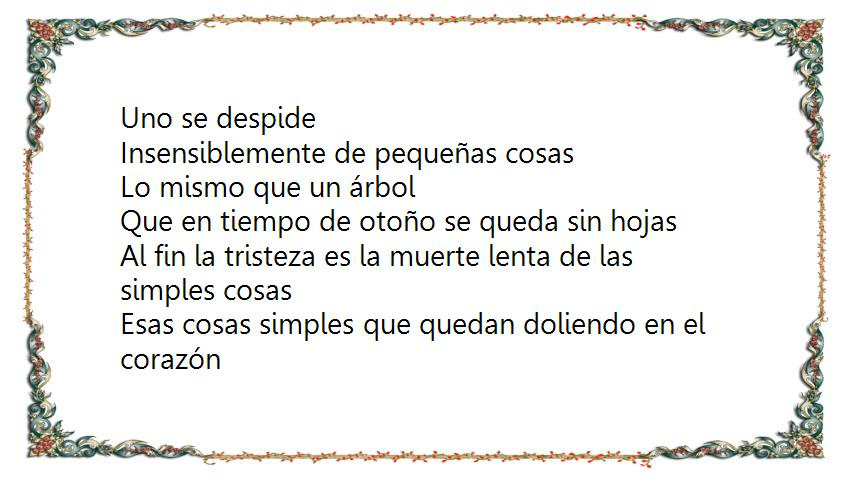 Uno se despide
Insensiblemente de pequeñas cosas
Lo mismo que un árbol
Que en tiempo de otoño se queda sin hojas
Al fin la tristeza es la muerte lenta de las
simples cosas
Esas cosas simples que quedan doliendo en el
corazón